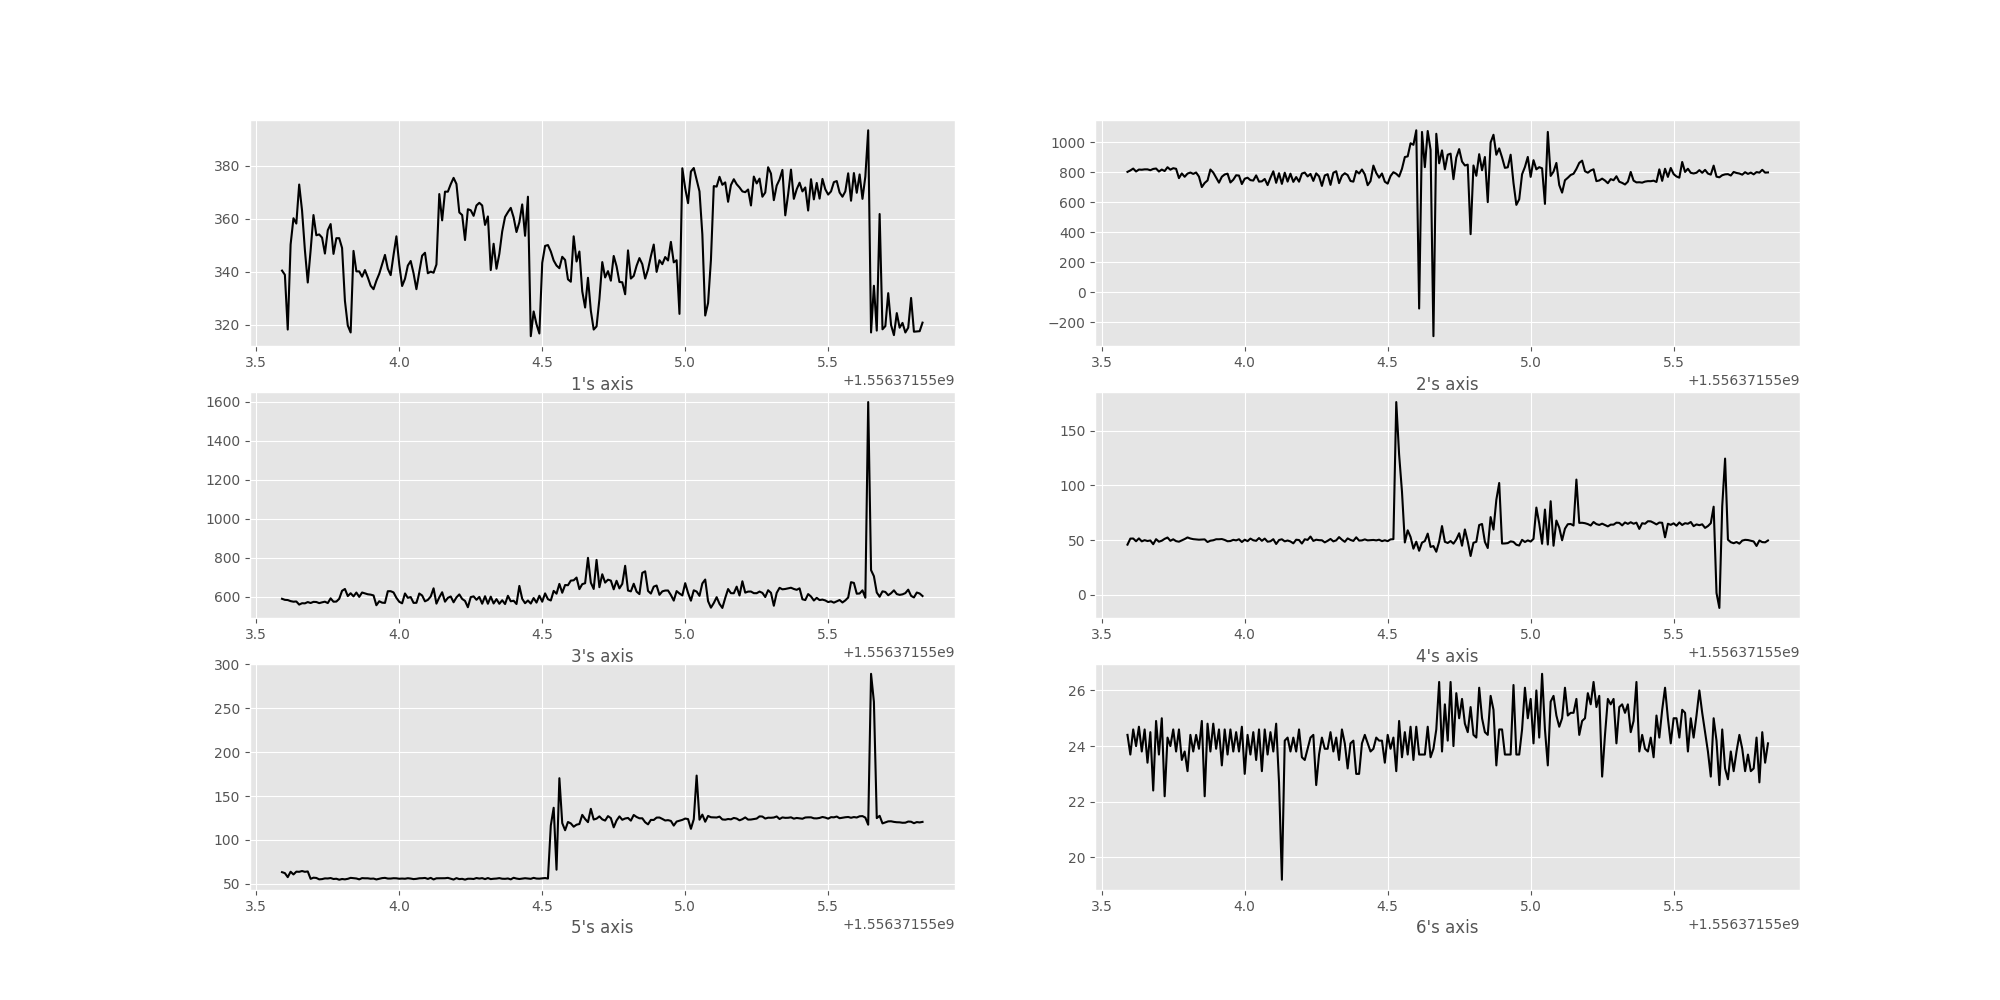 380
360
340
320
3.5 4.0 4.5 5.0 5.5
1's axis +1.55637155e9
1000
800
600
400
200
0
−200
3.5 4.0 4.5 5.0 5.5
2's axis +1.55637155e9
1600
1400
1200
1000
800
600
3.5 4.0 4.5 5.0 5.5
3's axis +1.55637155e9
150
100
50
0
3.5 4.0 4.5 5.0 5.5
4's axis +1.55637155e9
300
250
200
150
100
50
3.5 4.0 4.5 5.0 5.5
5's axis +1.55637155e9
26
24
22
20
3.5 4.0 4.5 5.0 5.5
6's axis +1.55637155e9